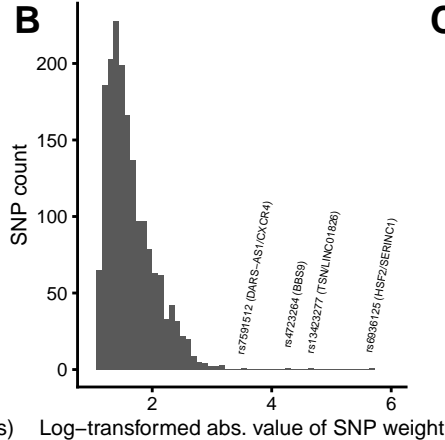 B
C
SNP count
200
150
100
50
0
rs7591512 (DARS−AS1/CXCR4)
rs4723264 (BBS9)
rs13423277 (TSN/LINC01826)
rs6936125 (HSF2/SERINC1)
2 4 6
s) Log−transformed abs. value of SNP weight